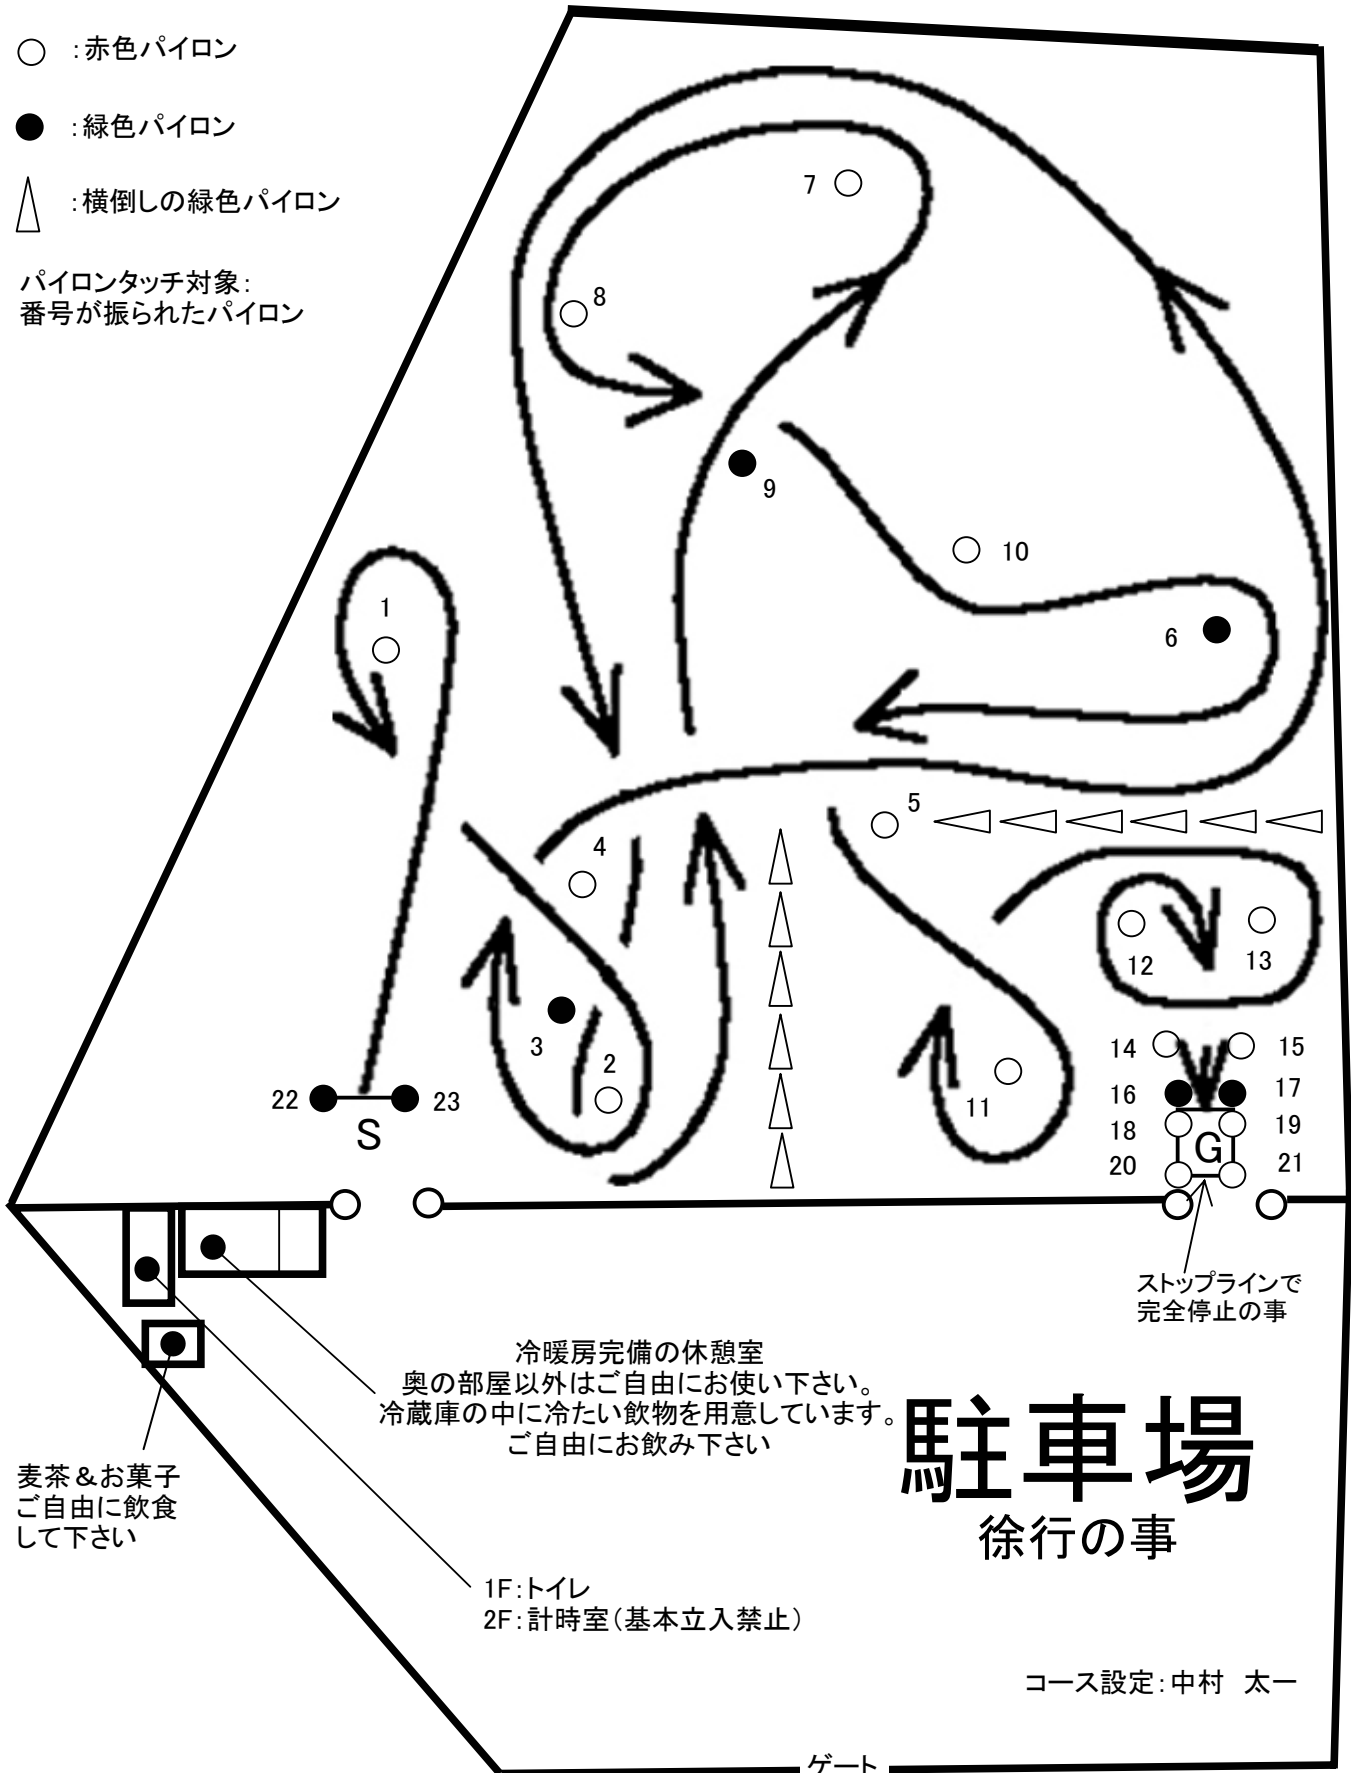 ：赤色パイロン
：緑色パイロン
：横倒しの緑色パイロン
パイロンタッチ対象：
番号が振られたパイロン
7
8
9
10
1
6
5
4
12
13
3
2
14
15
11
16
17
22
23
18
19
S
G
20
21
ストップラインで
完全停止の事
冷暖房完備の休憩室
奥の部屋以外はご自由にお使い下さい。
冷蔵庫の中に冷たい飲物を用意しています。
ご自由にお飲み下さい
駐車場
徐行の事
麦茶＆お菓子
ご自由に飲食
して下さい
1F：トイレ
2F：計時室（基本立入禁止）
コース設定：中村　太一
ゲート